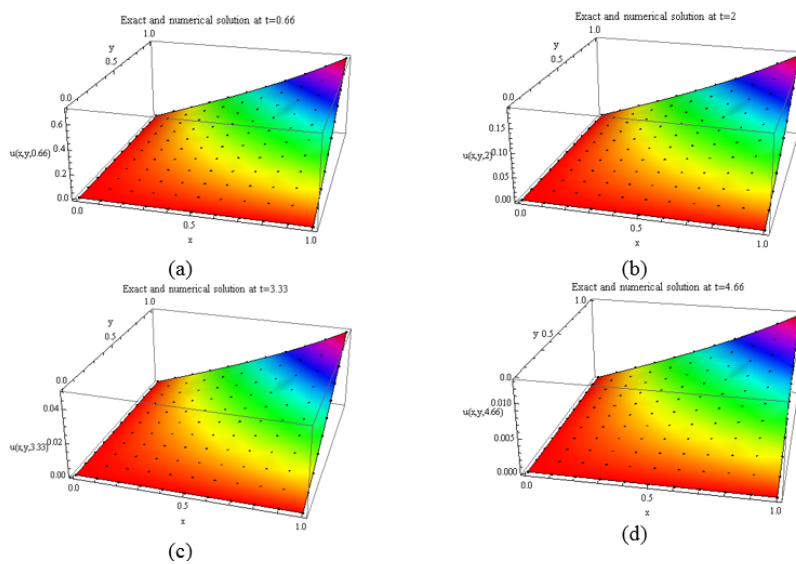 Exact and numerical solution at t=0.66
1.0
y
0.5
0.0
0.6
0.4
u(x,y,0.66)
0.2
0.0
0.0
0.5
x
1.0
(a)
Exact and numerical solution at t=2
1.0
y
0.5
0.0
0.15
0.10
u(x,y,2)
0.05
0.00
0.0
0.5
x
1.0
(b)
Exact and numerical solution at t=3.33
1.0
y
0.5
0.0
0.04
0.02
u(x,y,3.33)
0.00
0.0
0.5
x
1.0
(c)
Exact and numerical solution at t=4.66
1.0
y 0.5
0.0
0.010
u(x,y,4.66)
0.005
0.000
0.0
0.5
x
1.0
(d)